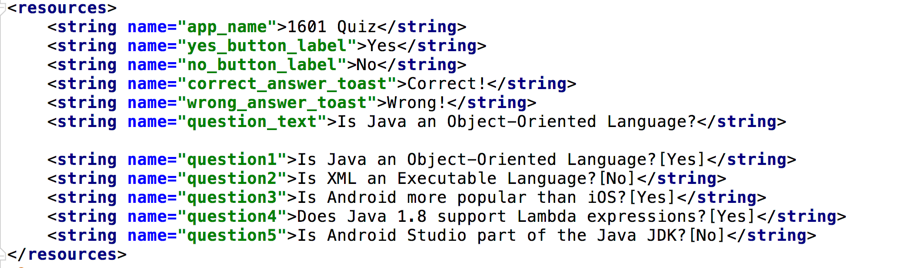 <resources>
<string name="app_name">1601 Quiz</string>
<string name="yes_button_label">Yes</string>
<string name="no_button_label">No</string>
<string name="correct_answer_toast">Correct!</string>
<string name="wrong_answer_toast">Wrong!</string>
<string name="question_text">Is Java an Object-Oriented Language?</string>
<string name="question1">Is Java an Object-Oriented Language?[Yes]</string>
<string name="question2">Is XML an Executable Language?[No]</string>
<string name="question3">Is Android more popular than iOS?[Yes]</string>
<string name="question4">Does Java 1.8 support Lambda expressions?[Yes]</string>
<string name="question5">Is Android Studio part of the Java JDK?[No]</string>
</resources>